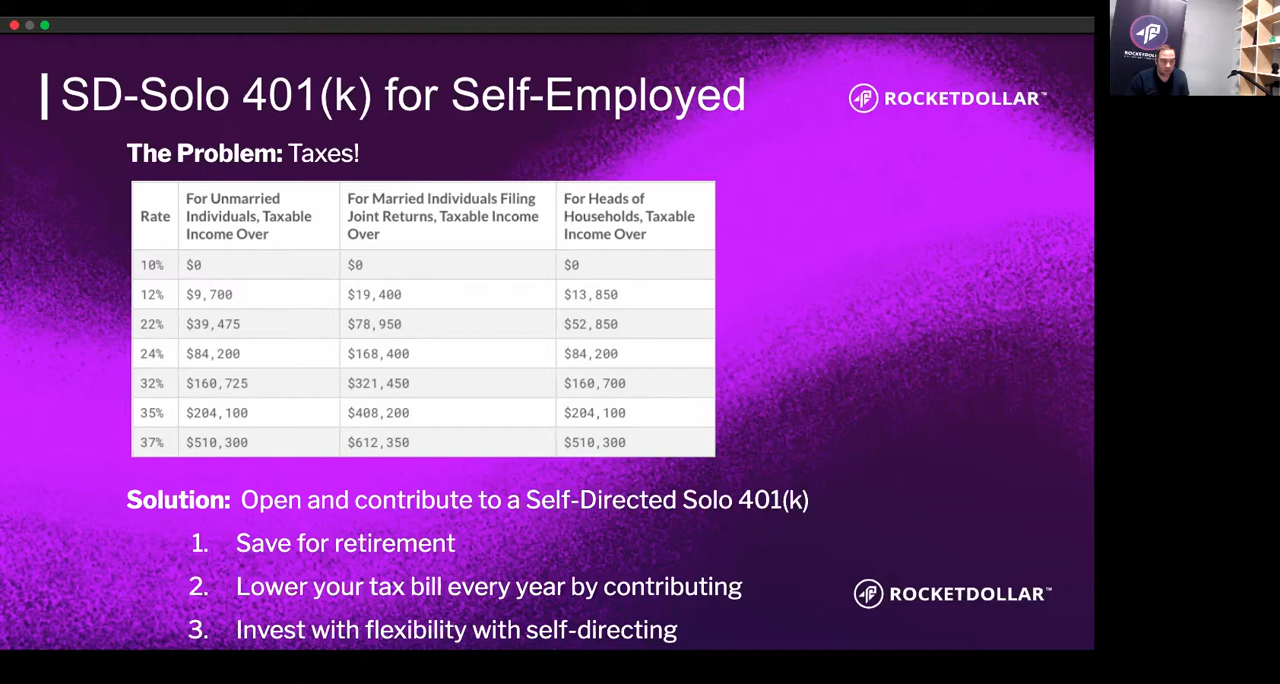 SD-Solo 401(k) for Self-Employed
ROCKETDOLLAR™
ROCKETDOLLAR
The Problem: Taxes!
Rate
For Unmarried
Individuals, Taxable
Income Over
For Married Individuals Filing
Joint Returns, Taxable Income
Over
For Heads of
Households, Taxable
Income Over
10% $0 $0 $0
12% $9,700 $19,400 $13,850
22% $39,475 $78,950 $52,850
24% $84,200 $168,400 $84,200
32% $160,725 $321,450 $160,700
35% $204,100 $408,200 $204,100
37% $510,300 $612,350 $510,300
Solution: Open and contribute to a Self-Directed Solo 401(k)
1. Save for retirement
2. Lower your tax bill every year by contributing
ROCKETDOLLAR™
3. Invest with flexibility with self-directing